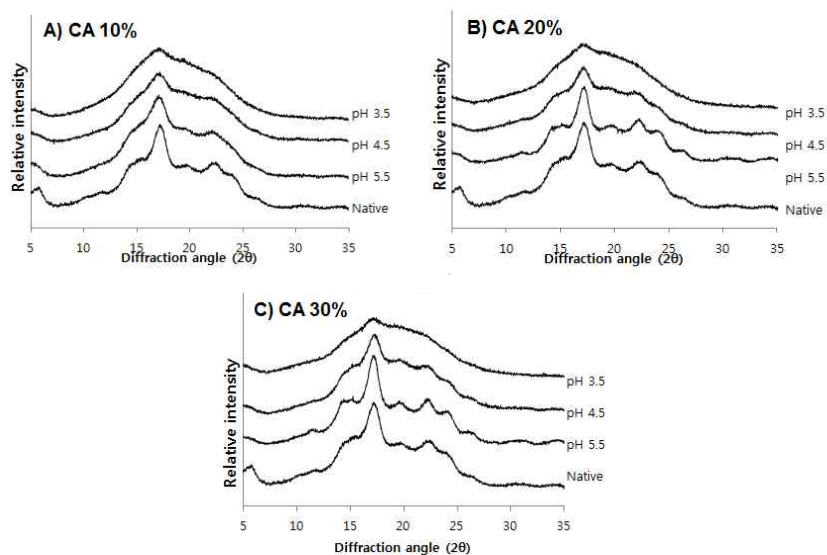 A) CA 10%
Relative intensity
pH 3.5
pH 4.5
pH 5.5
Native
5 10 15 20 25 30 35
Diffraction angle (2θ)
B) CA 20%
Relative intensity
pH 3.5
pH 4.5
pH 5.5
Native
5 10 15 20 25 30 35
Diffraction angle (2θ)
C) CA 30%
Relative intensity
pH 3.5
pH 4.5
pH 5.5
Native
5 10 15 20 25 30 35
Diffraction angle (2θ)